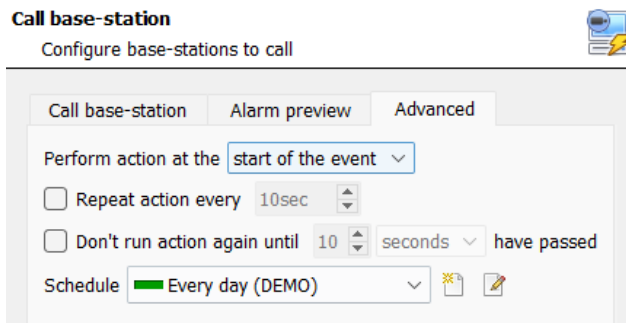 Call base-station
Configure base-stations to call
Call base-station Alarm preview Advanced
Perform action at the start of the event
Repeat action every 10sec
Don't run action again until 10 seconds have passed
Schedule Every day (DEMO)